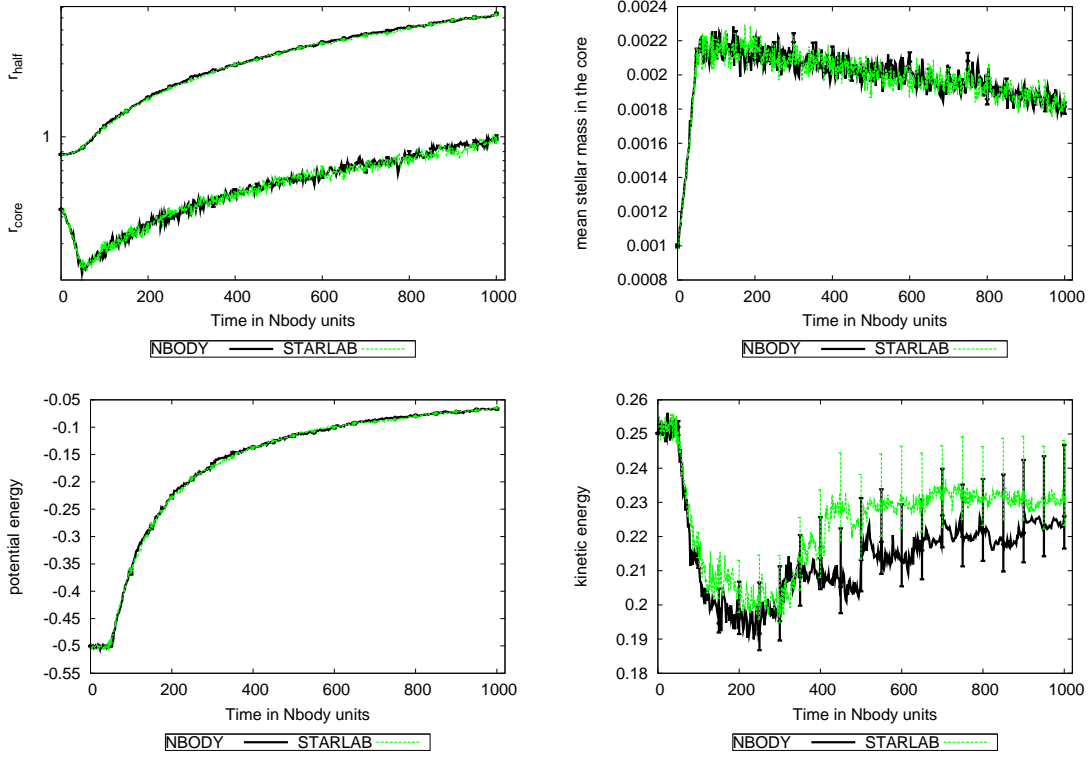 r_half
1
r_core
0 200 400 600 800 1000
Time in Nbody units
NBODY STARLAB
mean stellar mass in the core
0.0024
0.0022
0.002
0.0018
0.0016
0.0014
0.0012
0.001
0.0008
0 200 400 600 800 1000
Time in Nbody units
NBODY STARLAB
potential energy
-0.05
-0.1
-0.15
-0.2
-0.25
-0.3
-0.35
-0.4
-0.45
-0.5
-0.55
0 200 400 600 800 1000
Time in Nbody units
NBODY STARLAB
kinetic energy
0.26
0.25
0.24
0.23
0.22
0.21
0.2
0.19
0.18
0 200 400 600 800 1000
Time in Nbody units
NBODY STARLAB